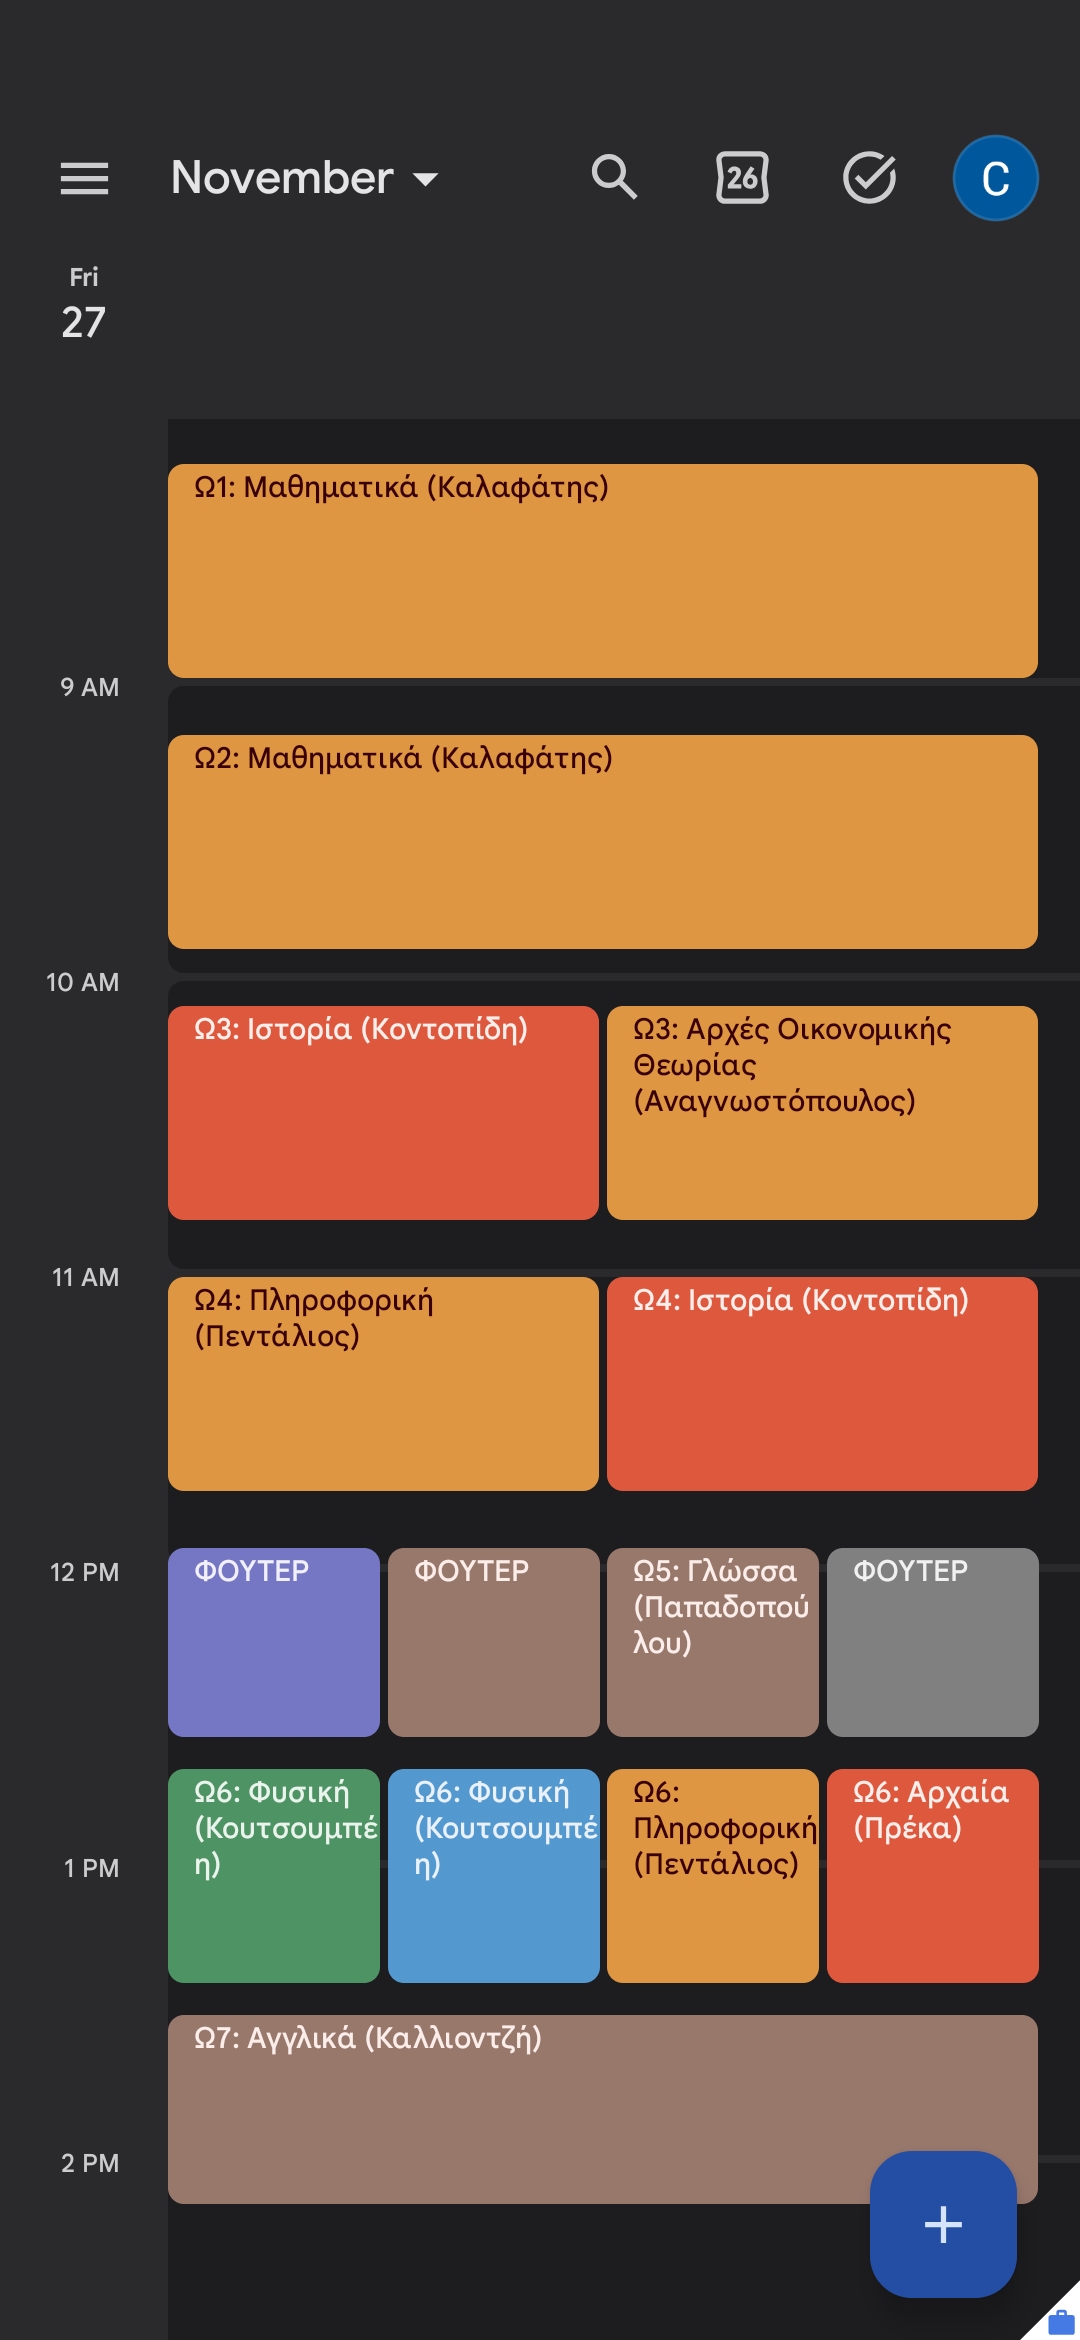 November
26
C
Fri
27
Ω1: Μαθηματικά (Καλαφάτης)
9 AM
Ω2: Μαθηματικά (Καλαφάτης)
10 AM
Ω3: Ιστορία (Κοντοπίδη)
Ω3: Αρχές Οικονομικής
Θεωρίας
(Αναγνωστόπουλος)
11 AM
Ω4: Πληροφορική
(Πεντάλιος)
Ω4: Ιστορία (Κοντοπίδη)
12 PM
ΦΟΥΤΕΡ
ΦΟΥΤΕΡ
Ω5: Γλώσσα
(Παπαδοπού
λου)
ΦΟΥΤΕΡ
Ω6: Φυσική
(Κουτσουμπέ
η)
Ω6: Φυσική
(Κουτσουμπέ
η)
Ω6:
Πληροφορική
(Πεντάλιος)
Ω6: Αρχαία
(Πρέκα)
1 PM
Ω7: Αγγλικά (Καλλιοντζή)
2 PM